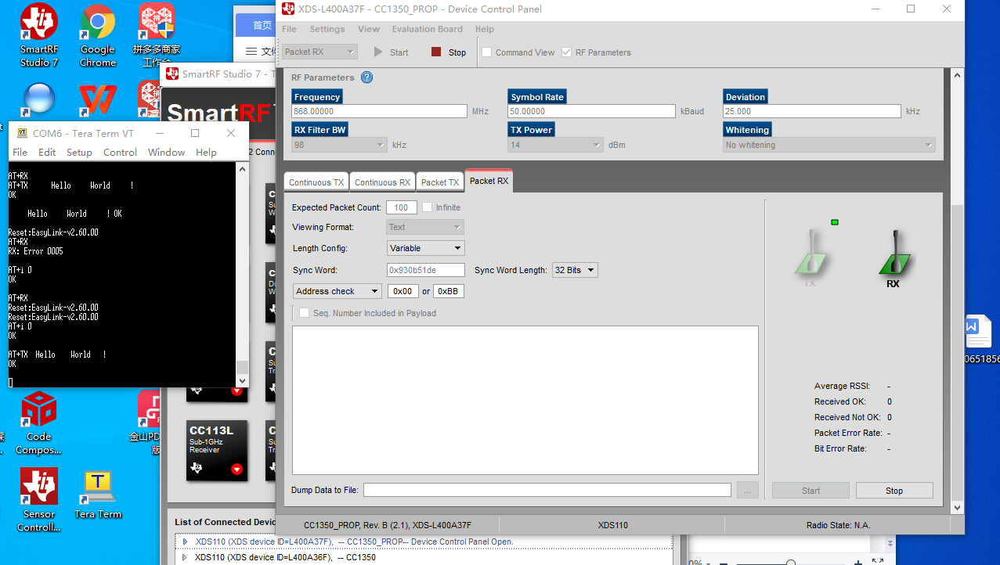 SmartRF Studio 7
Google Chrome
拼多多商家工作台
首页
文件
COM6 - Tera Term VT
File Edit Setup Control Window Help
AT+RX
AT+TX Hello World !
OK
Hello World ! OK
Reset:EasyLink-v2.60.00
AT+RX
RX: Error 0005
AT+i 0
OK
AT+RX
Reset:EasyLink-v2.60.00
Reset:EasyLink-v2.60.00
AT+i 0
OK
AT+TX Hello World !
OK
Code Compos...
金山PD
版
Sensor Controll...
Tera Term
SmartRF Studio 7 - T
SmartRF
2 Conne
CC113L
Sub-1GHz
Receiver
List of Connected Devic
XDS110 (XDS device ID=L400A37F), -- CC1350_PROP-- Device Control Panel Open.
XDS110 (XDS device ID=L400A36F), -- CC1350
XDS-L400A37F - CC1350_PROP - Device Control Panel
File Settings View Evaluation Board Help
Packet RX Start Stop Command View RF Parameters
RF Parameters ?
Frequency Symbol Rate Deviation
868.00000 MHz 50.00000 kBaud 25.000 kHz
RX Filter BW TX Power Whitening
98 kHz 14 dBm No whitening
Continuous TX Continuous RX Packet TX Packet RX
Expected Packet Count: 100 Infinite
Viewing Format: Text
Length Config: Variable
Sync Word: 0x930b51de Sync Word Length: 32 Bits
Address check 0x00 or 0xBB
Seq. Number Included in Payload
TX RX
Average RSSI: -
Received OK: 0
Received Not OK: 0
Packet Error Rate: -
Bit Error Rate: -
Dump Data to File: ... Start Stop
CC1350_PROP, Rev. B (2.1), XDS-L400A37F XDS110 Radio State: N.A.
0651856
0%